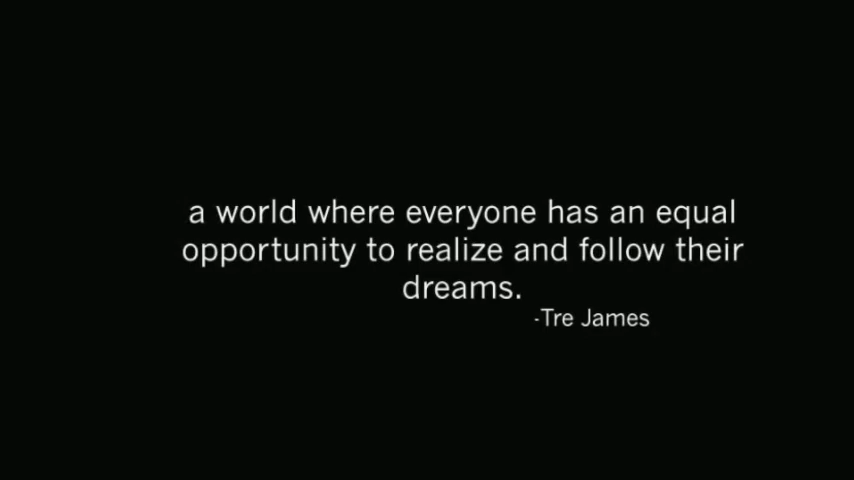 a world where everyone has an equal
opportunity to realize and follow their
dreams.
-Tre James